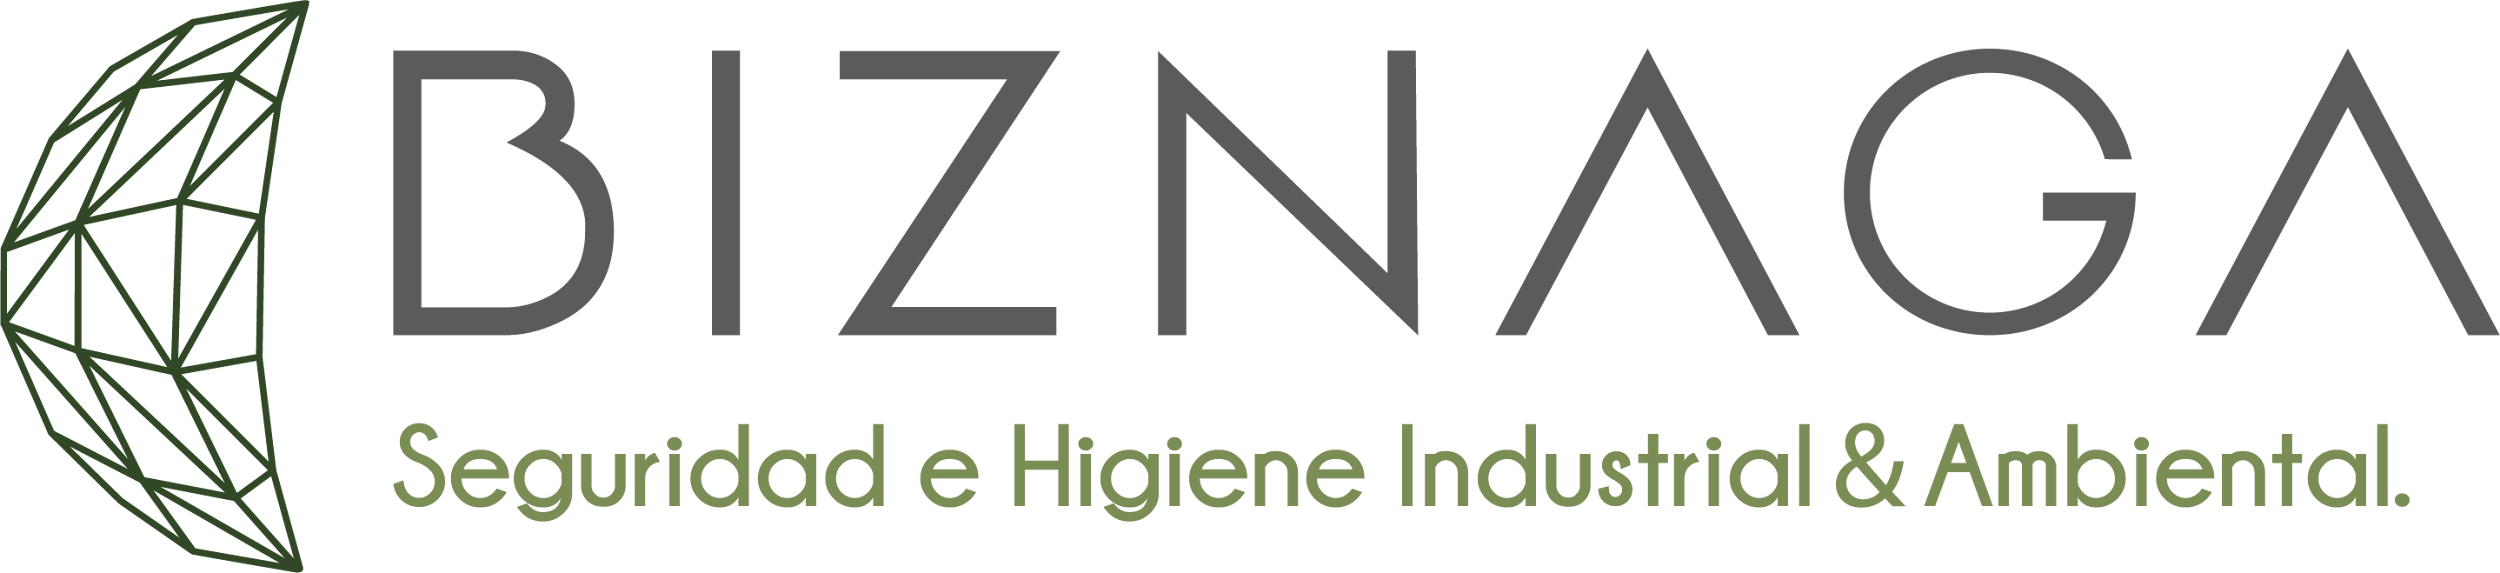 BIZNAGA
Seguridad e Higiene Industrial & Ambiental.